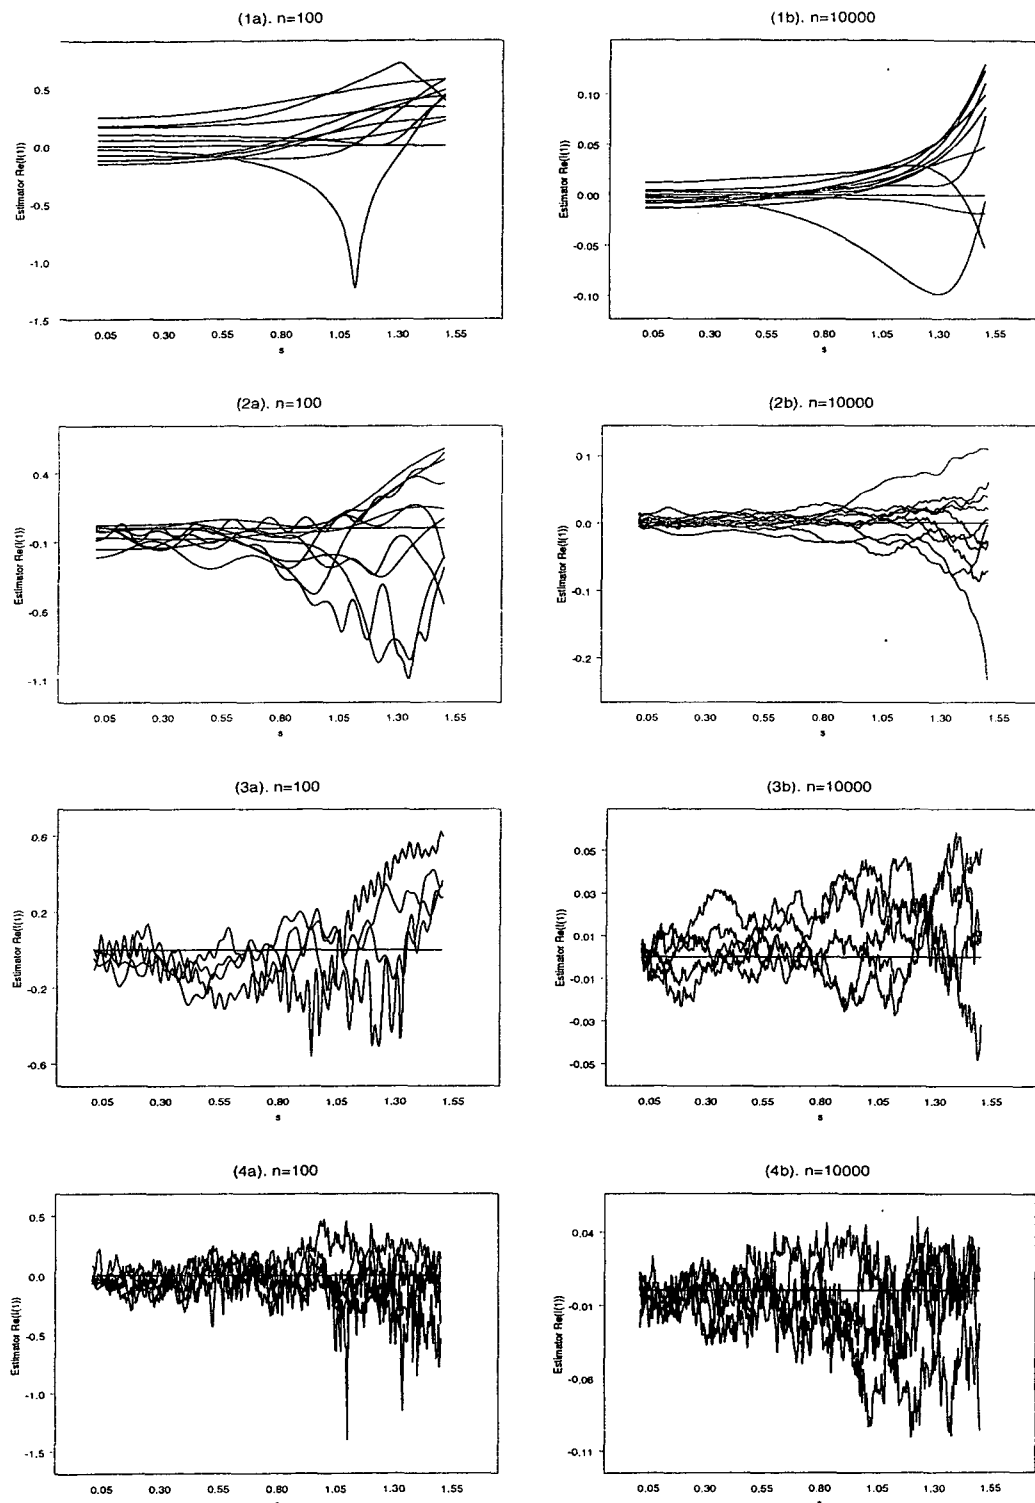 (1a). n=100
(1b). n=10000
Estimator Re(l(1))
0.5
0.0
-0.5
-1.0
-1.5
0.05 0.30 0.55 0.80 1.05 1.30 1.55
s
Estimator Re(l(1))
0.10
0.05
0.00
-0.05
-0.10
0.05 0.30 0.55 0.80 1.05 1.30 1.55
s
(2a). n=100
(2b). n=10000
Estimator Re(l(1))
0.4
-0.1
-0.6
-1.1
0.05 0.30 0.55 0.80 1.05 1.30 1.55
s
Estimator Re(l(1))
0.1
0.0
-0.1
-0.2
0.05 0.30 0.55 0.80 1.05 1.30 1.55
s
(3a). n=100
(3b). n=10000
Estimator Re(l(1))
0.6
0.2
-0.2
-0.6
0.05 0.30 0.55 0.80 1.05 1.30 1.55
s
Estimator Re(l(1))
0.05
0.03
0.01
-0.01
-0.03
-0.05
0.05 0.30 0.55 0.80 1.05 1.30 1.55
s
(4a). n=100
(4b). n=10000
Estimator Re(l(1))
0.5
0.0
-0.5
-1.0
-1.5
0.05 0.30 0.55 0.80 1.05 1.30 1.55
Estimator Re(l(1))
0.04
-0.01
-0.06
-0.11
0.05 0.30 0.55 0.80 1.05 1.30 1.55